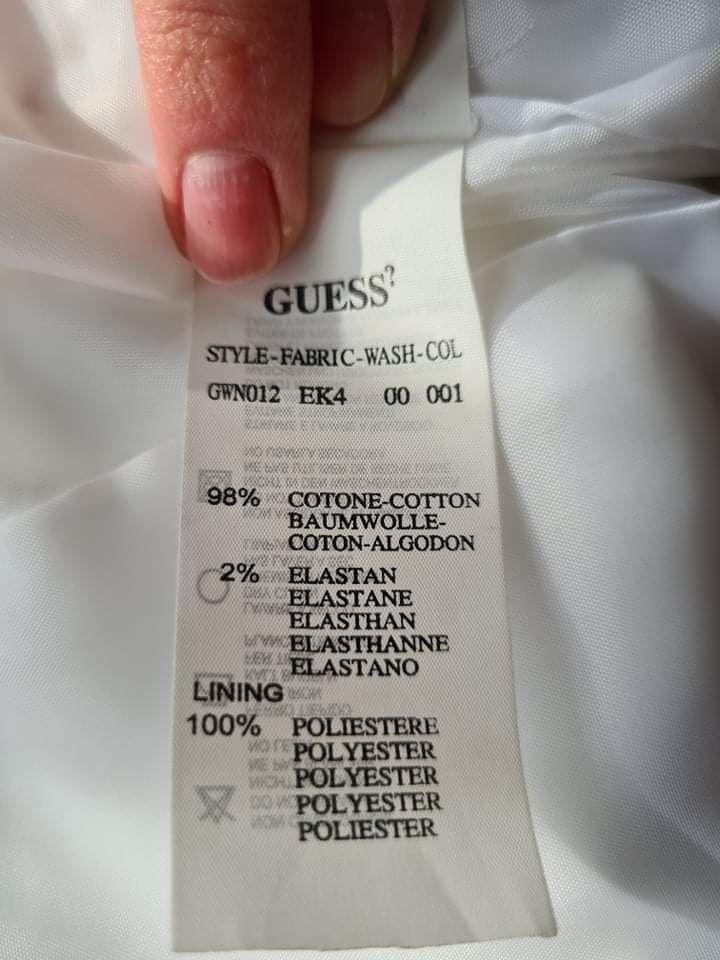 GUESS?
STYLE-FABRIC-WASH-COL
GWN012 EK4 00 001
98% COTONE-COTTON
BAUMWOLLE-
COTON-ALGODON
2% ELASTAN
ELASTANE
ELASTHAN
ELASTHANNE
ELASTANO
LINING
100% POLIESTERE
POLYESTER
POLYESTER
POLYESTER
POLIESTER